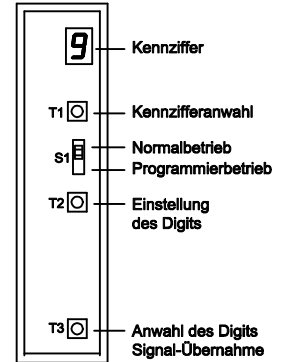 9 Kennziffer
T1 Kennzifferanwahl
S1 Normalbetrieb
Programmierbetrieb
T2 Einstellung
des Digits
T3 Anwahl des Digits
Signal-Übernahme